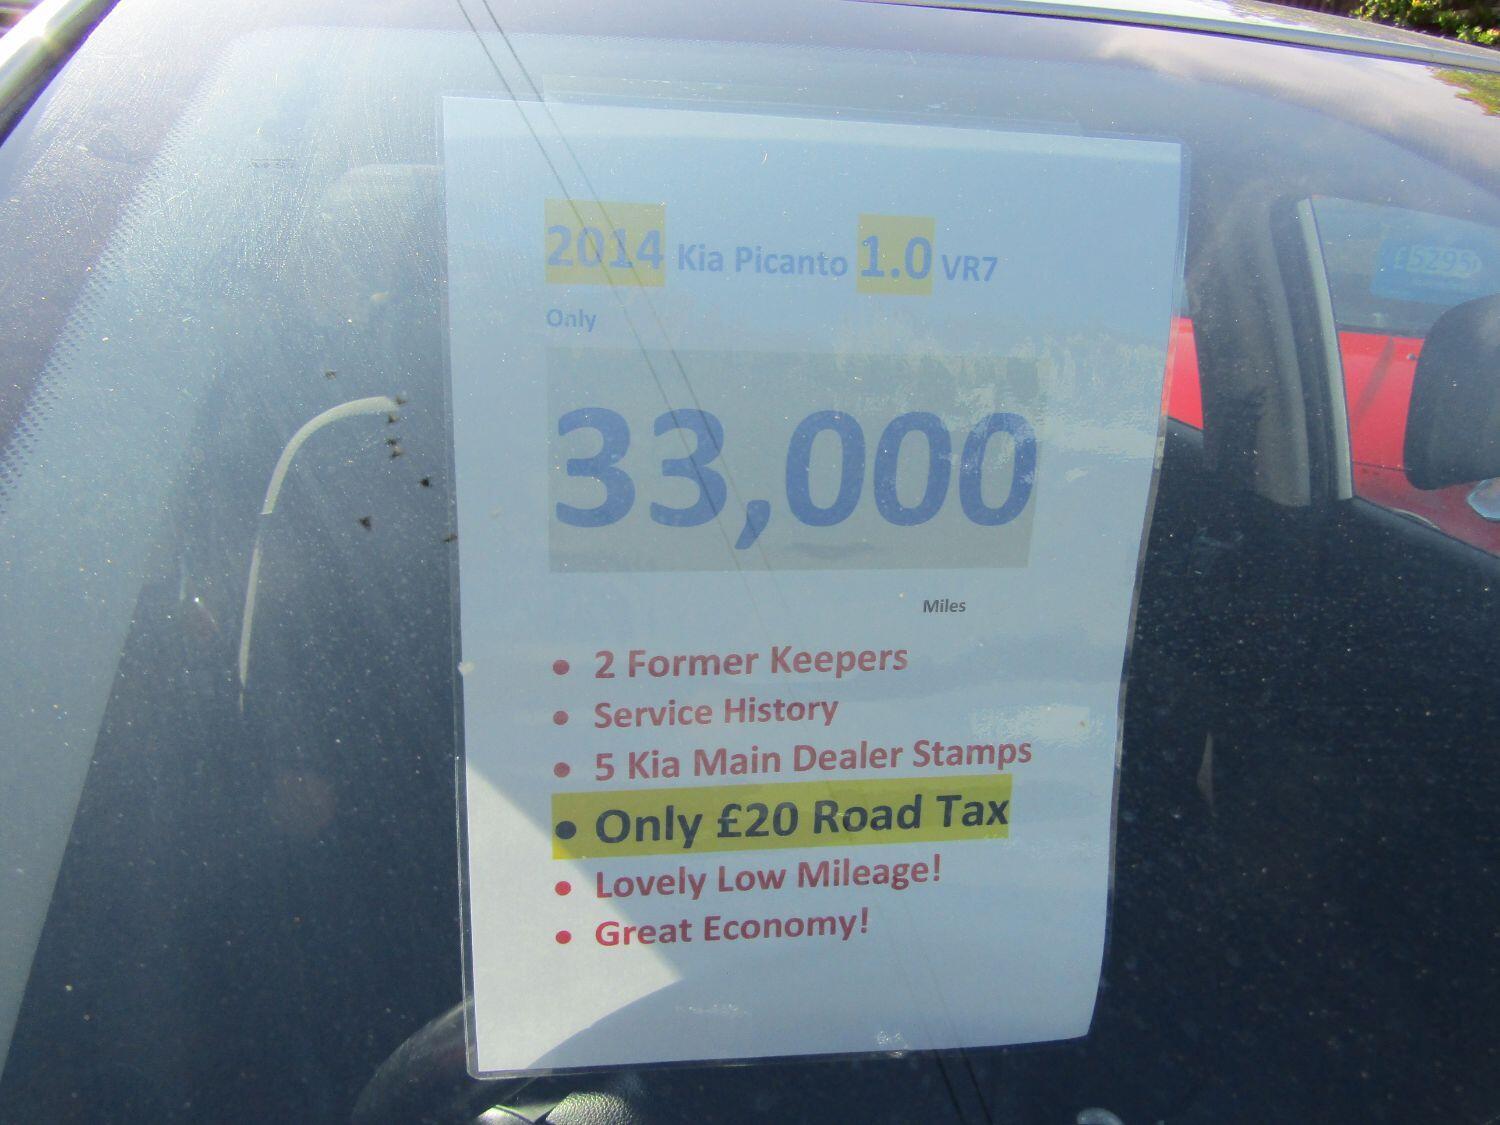 2014 Kia Picanto 1.0 VR7
Only
33,000
Miles
• 2 Former Keepers
• Service History
• 5 Kia Main Dealer Stamps
• Only £20 Road Tax
• Lovely Low Mileage!
• Great Economy!
£5295